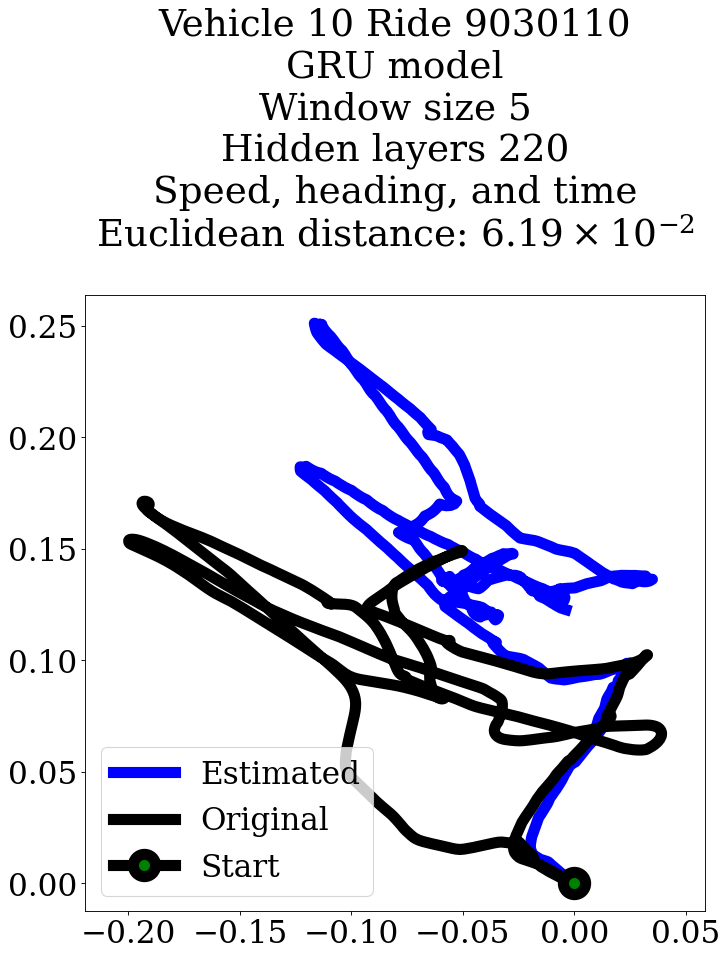 Vehicle 10 Ride 9030110
GRU model
Window size 5
Hidden layers 220
Speed, heading, and time
Euclidean distance: 6.19 × 10⁻²
0.25
0.20
0.15
0.10
0.05
0.00
Estimated
Original
Start
−0.20 −0.15 −0.10 −0.05 0.00 0.05